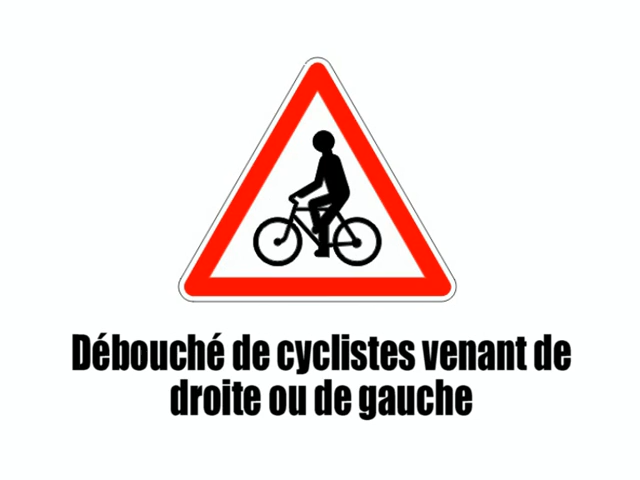 Débouché de cyclistes venant de
droite ou de gauche